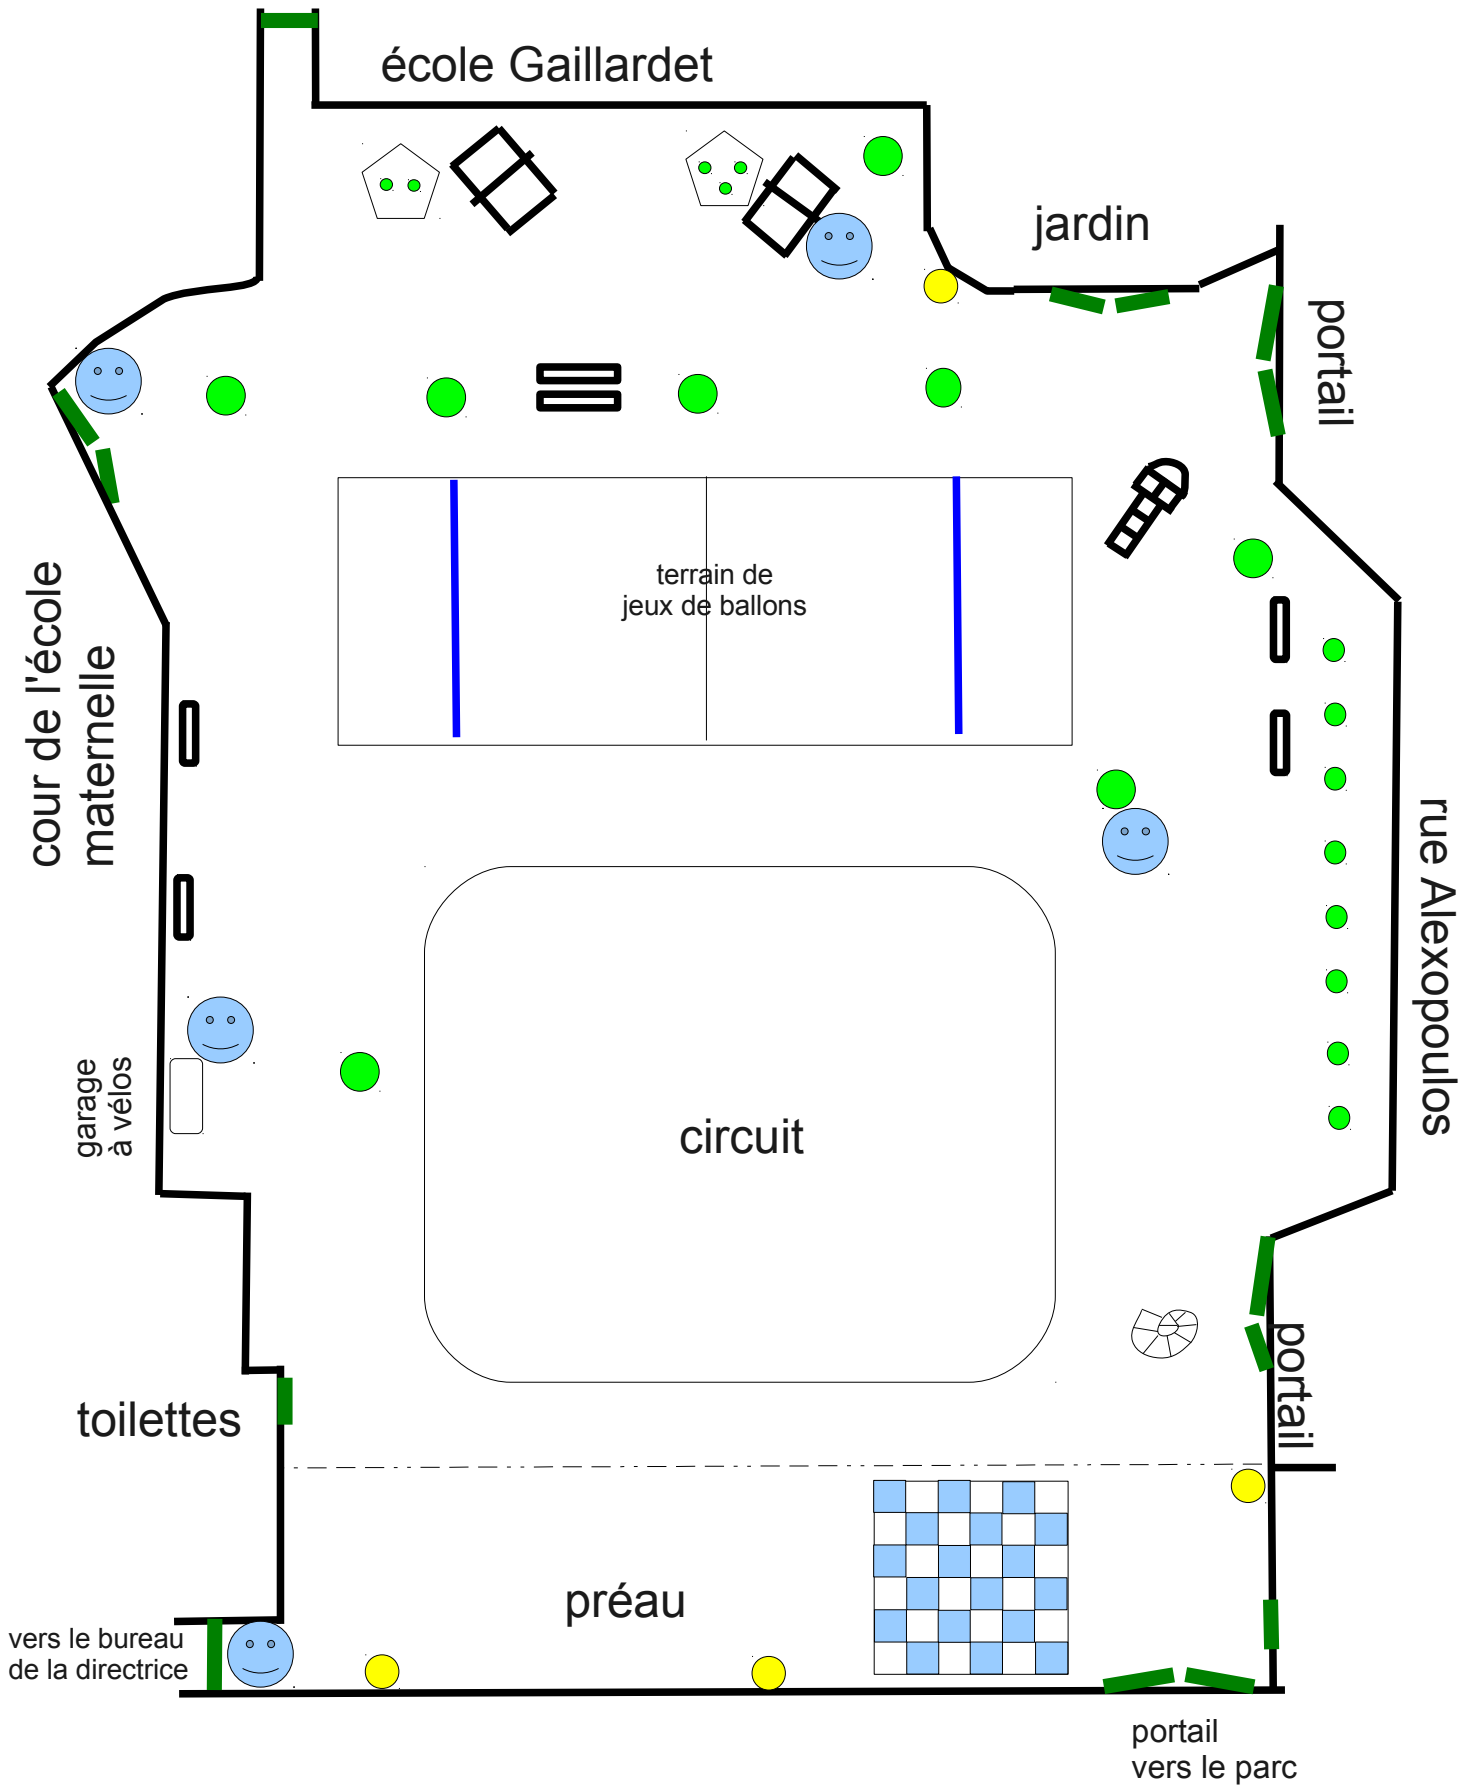 école Gaillardet
jardin
portail
terrain de
jeux de ballons
cour de l'école
maternelle
rue Alexopoulos
garage
à vélos
circuit
portail
toilettes
préau
vers le bureau
de la directrice
portail
vers le parc